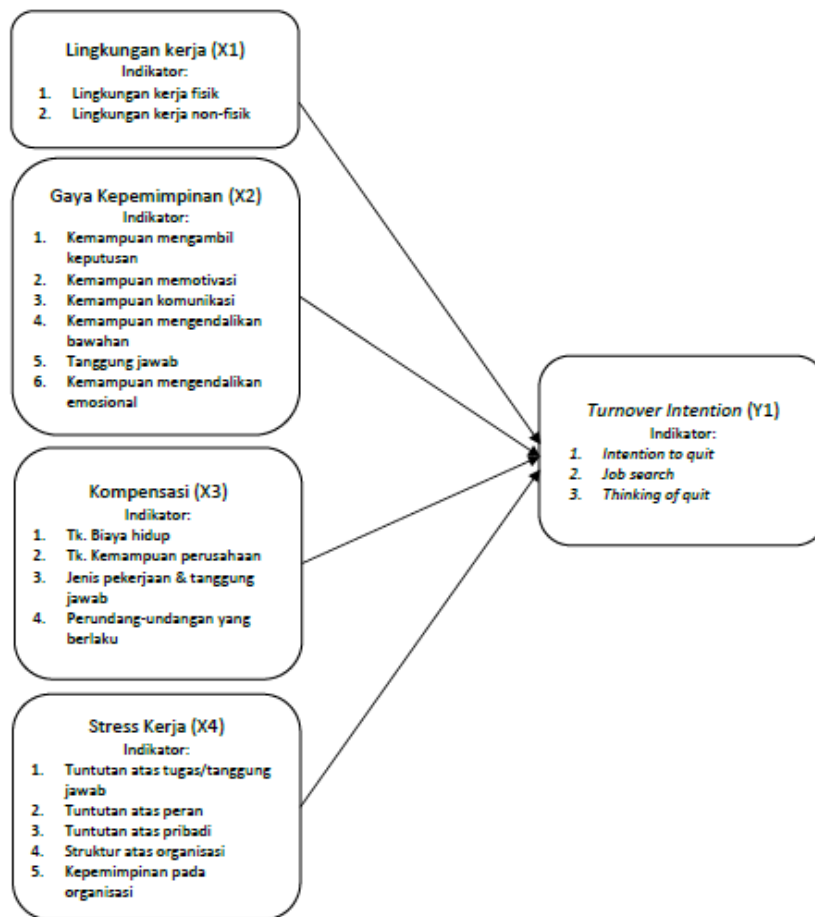 Lingkungan kerja (X1)
Indikator:
1. Lingkungan kerja fisik
2. Lingkungan kerja non-fisik
Gaya Kepemimpinan (X2)
Indikator:
1. Kemampuan mengambil
keputusan
2. Kemampuan memotivasi
3. Kemampuan komunikasi
4. Kemampuan mengendalikan
bawahan
5. Tanggung jawab
6. Kemampuan mengendalikan
emosional
Kompensasi (X3)
Indikator:
1. Tk. Biaya hidup
2. Tk. Kemampuan perusahaan
3. Jenis pekerjaan & tanggung
jawab
4. Perundang-undangan yang
berlaku
Stress Kerja (X4)
Indikator:
1. Tuntutan atas tugas/tanggung
jawab
2. Tuntutan atas peran
3. Tuntutan atas pribadi
4. Struktur atas organisasi
5. Kepemimpinan pada
organisasi
Turnover Intention (Y1)
Indikator:
1. Intention to quit
2. Job search
3. Thinking of quit